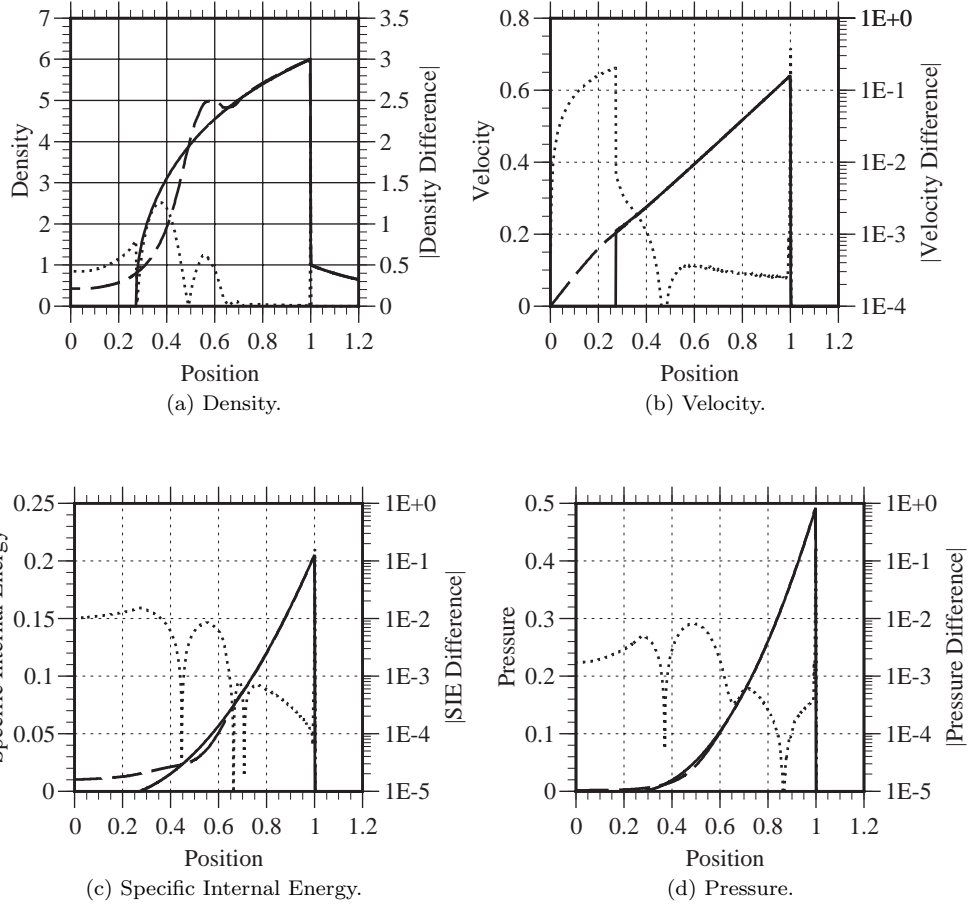 7 6 5 4 3 2 1 0
Density
3.5 3 2.5 2 1.5 1 0.5 0
|Density Difference|
0 0.2 0.4 0.6 0.8 1 1.2
Position
(a) Density.
0.8 0.6 0.4 0.2 0
Velocity
1E+0 1E-1 1E-2 1E-3 1E-4
|Velocity Difference|
0 0.2 0.4 0.6 0.8 1 1.2
Position
(b) Velocity.
0.25 0.2 0.15 0.1 0.05 0
Specific Internal Energy
1E+0 1E-1 1E-2 1E-3 1E-4 1E-5
|SIE Difference|
0 0.2 0.4 0.6 0.8 1 1.2
Position
(c) Specific Internal Energy.
0.5 0.4 0.3 0.2 0.1 0
Pressure
1E+0 1E-1 1E-2 1E-3 1E-4 1E-5
|Pressure Difference|
0 0.2 0.4 0.6 0.8 1 1.2
Position
(d) Pressure.